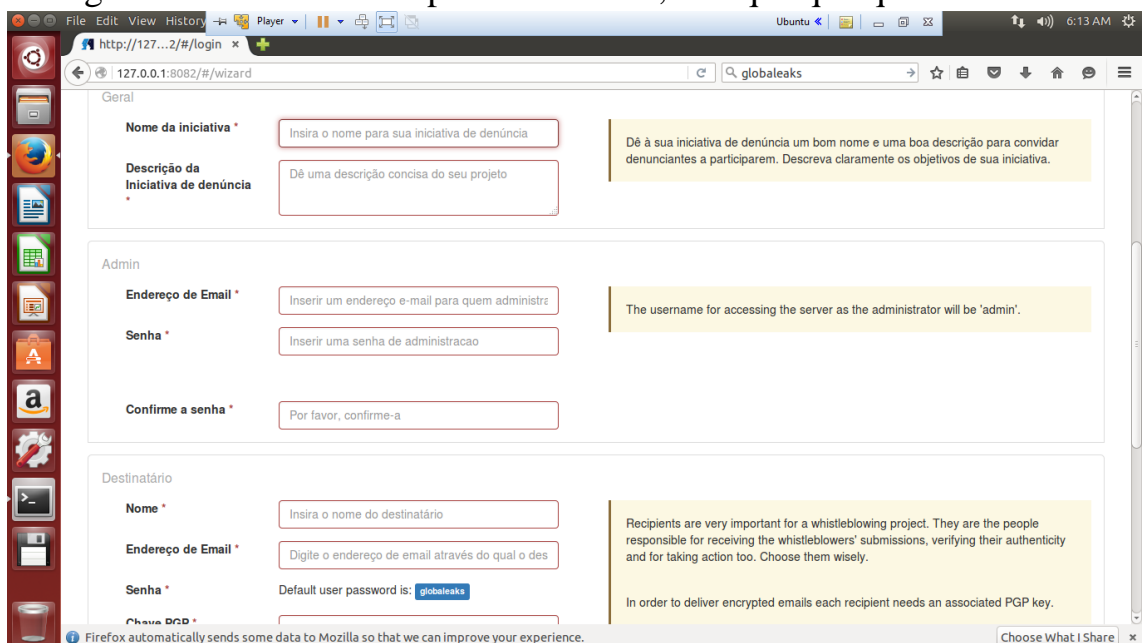 File Edit View History Player Ubuntu 6:13 AM
http://127...2/#/login
127.0.0.1:8082/#/wizard globaleaks
Geral
Nome da iniciativa *
Insira o nome para sua iniciativa de denúncia
Descrição da
Iniciativa de denúncia
*
Dê uma descrição concisa do seu projeto
Dê à sua iniciativa de denúncia um bom nome e uma boa descrição para convidar
denunciantes a participarem. Descreva claramente os objetivos de sua iniciativa.
Admin
Endereço de Email *
Inserir um endereço e-mail para quem administra
Senha *
Inserir uma senha de administracao
Confirme a senha *
Por favor, confirme-a
The username for accessing the server as the administrator will be 'admin'.
Destinatário
Nome *
Insira o nome do destinatário
Endereço de Email *
Digite o endereço de email através do qual o des
Senha *
Default user password is: globaleaks
Chave PGP *
Recipients are very important for a whistleblowing project. They are the people
responsible for receiving the whistleblowers' submissions, verifying their authenticity
and for taking action too. Choose them wisely.
In order to deliver encrypted emails each recipient needs an associated PGP key.
Firefox automatically sends some data to Mozilla so that we can improve your experience.
Choose What I Share